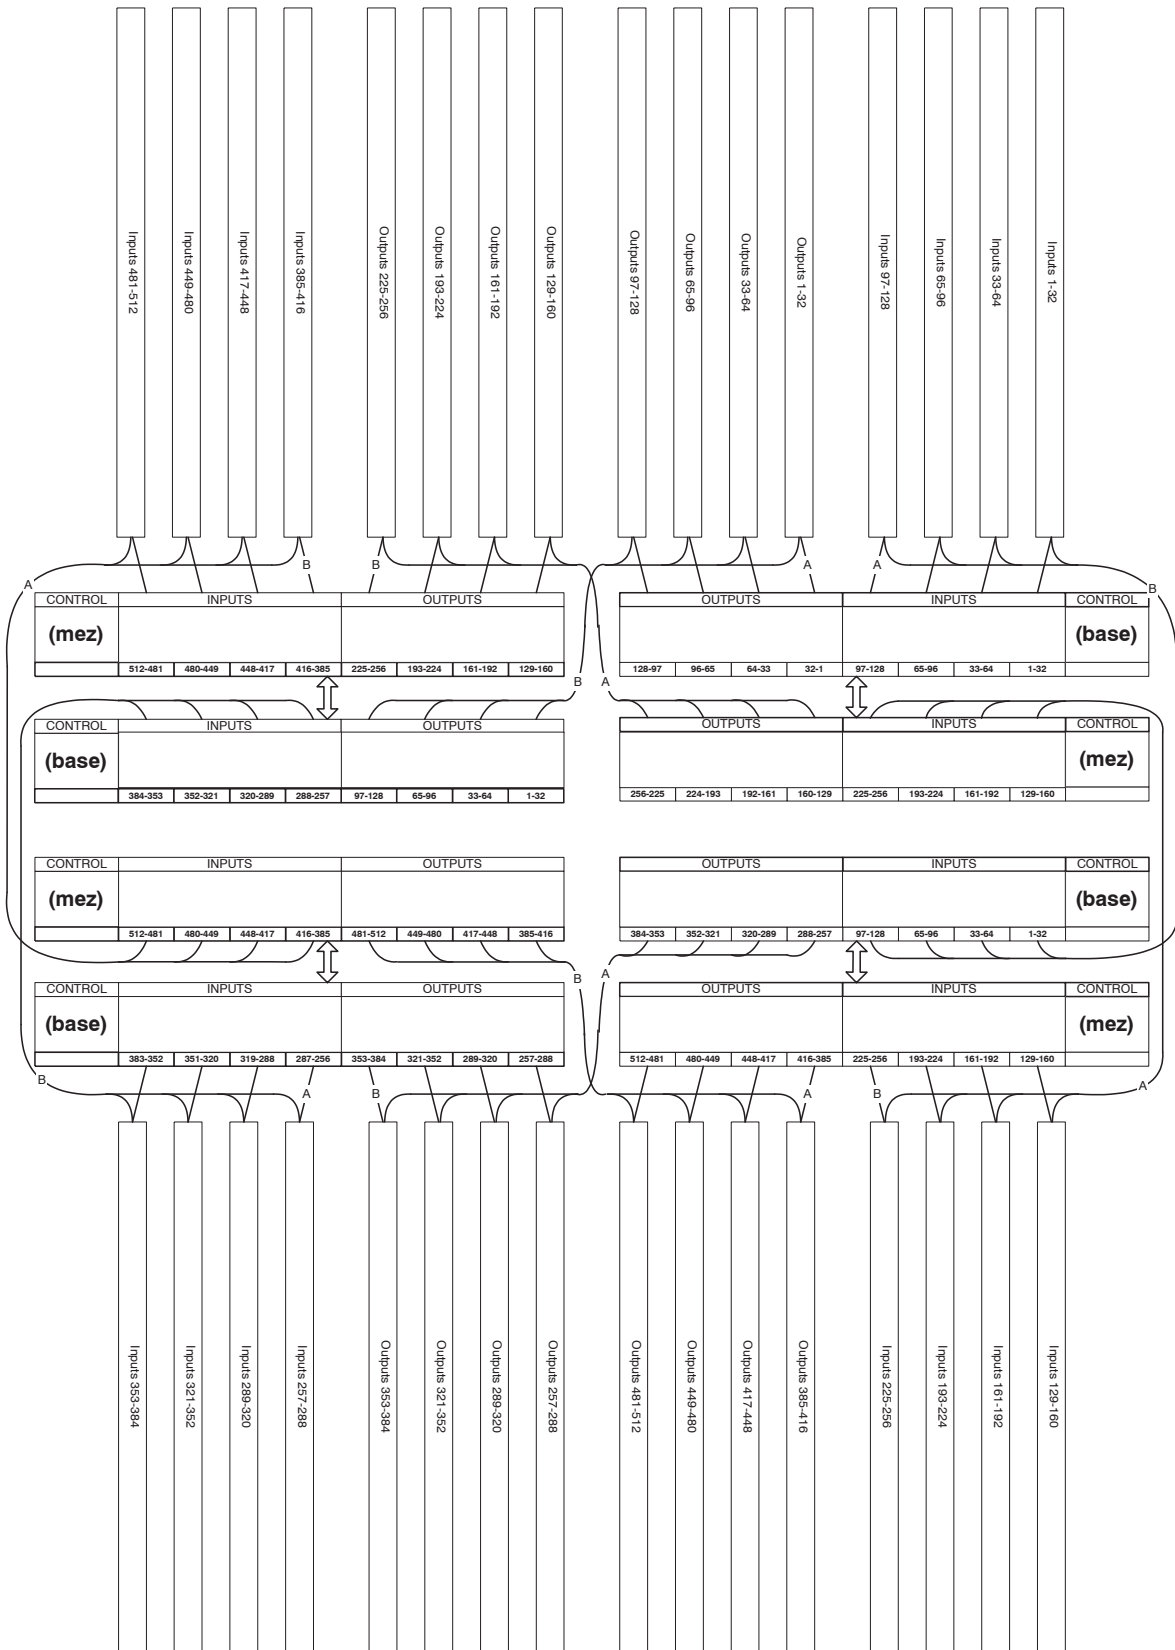 Inputs 481-512
Inputs 449-480
Inputs 417-448
Inputs 385-416
Outputs 225-256
Outputs 193-224
Outputs 161-192
Outputs 129-160
Outputs 97-128
Outputs 65-96
Outputs 33-64
Outputs 1-32
Inputs 97-128
Inputs 65-96
Inputs 33-64
Inputs 1-32
A B B A A B
CONTROL INPUTS OUTPUTS OUTPUTS INPUTS CONTROL
(mez) (base)
512-481 480-449 448-417 416-385 225-256 193-224 161-192 129-160 128-97 96-65 64-33 32-1 97-128 65-96 33-64 1-32
B A
CONTROL INPUTS OUTPUTS OUTPUTS INPUTS CONTROL
(base) (mez)
384-353 352-321 320-289 288-257 97-128 65-96 33-64 1-32 256-225 224-193 192-161 160-129 225-256 193-224 161-192 129-160
CONTROL INPUTS OUTPUTS OUTPUTS INPUTS CONTROL
(mez) (base)
512-481 480-449 448-417 416-385 481-512 449-480 417-448 385-416 384-353 352-321 320-289 288-257 97-128 65-96 33-64 1-32
B A
CONTROL INPUTS OUTPUTS OUTPUTS INPUTS CONTROL
(base) (mez)
383-352 351-320 319-288 287-256 353-384 321-352 289-320 257-288 512-481 480-449 448-417 416-385 225-256 193-224 161-192 129-160
B A B A B A
Inputs 353-384
Inputs 321-352
Inputs 289-320
Inputs 257-288
Outputs 353-384
Outputs 321-352
Outputs 289-320
Outputs 257-288
Outputs 481-512
Outputs 449-480
Outputs 417-448
Outputs 385-416
Inputs 225-256
Inputs 193-224
Inputs 161-192
Inputs 129-160